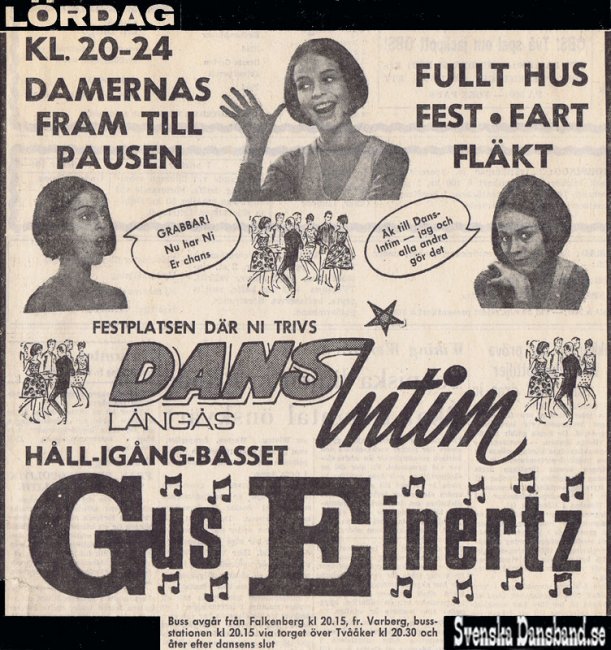 LÖRDAG
KL. 20-24
DAMERNAS
FRAM TILL
PAUSEN
FULLT HUS
FEST • FART
FLÄKT
GRABBAR!
Nu har Ni
Er chans
Åk till Dans-
Intim — jag och
alla andra
gör det
FESTPLATSEN DÄR NI TRIVS
DANS
Intim
LÅNGÅS
HÅLL-IGÅNG-BASSET
Gus Einertz
Buss avgår från Falkenberg kl 20.15, fr. Varberg, buss-
stationen kl 20.15 via torget över Tvååker kl 20.30 och
åter efter dansens slut
Svenska Dansband.se